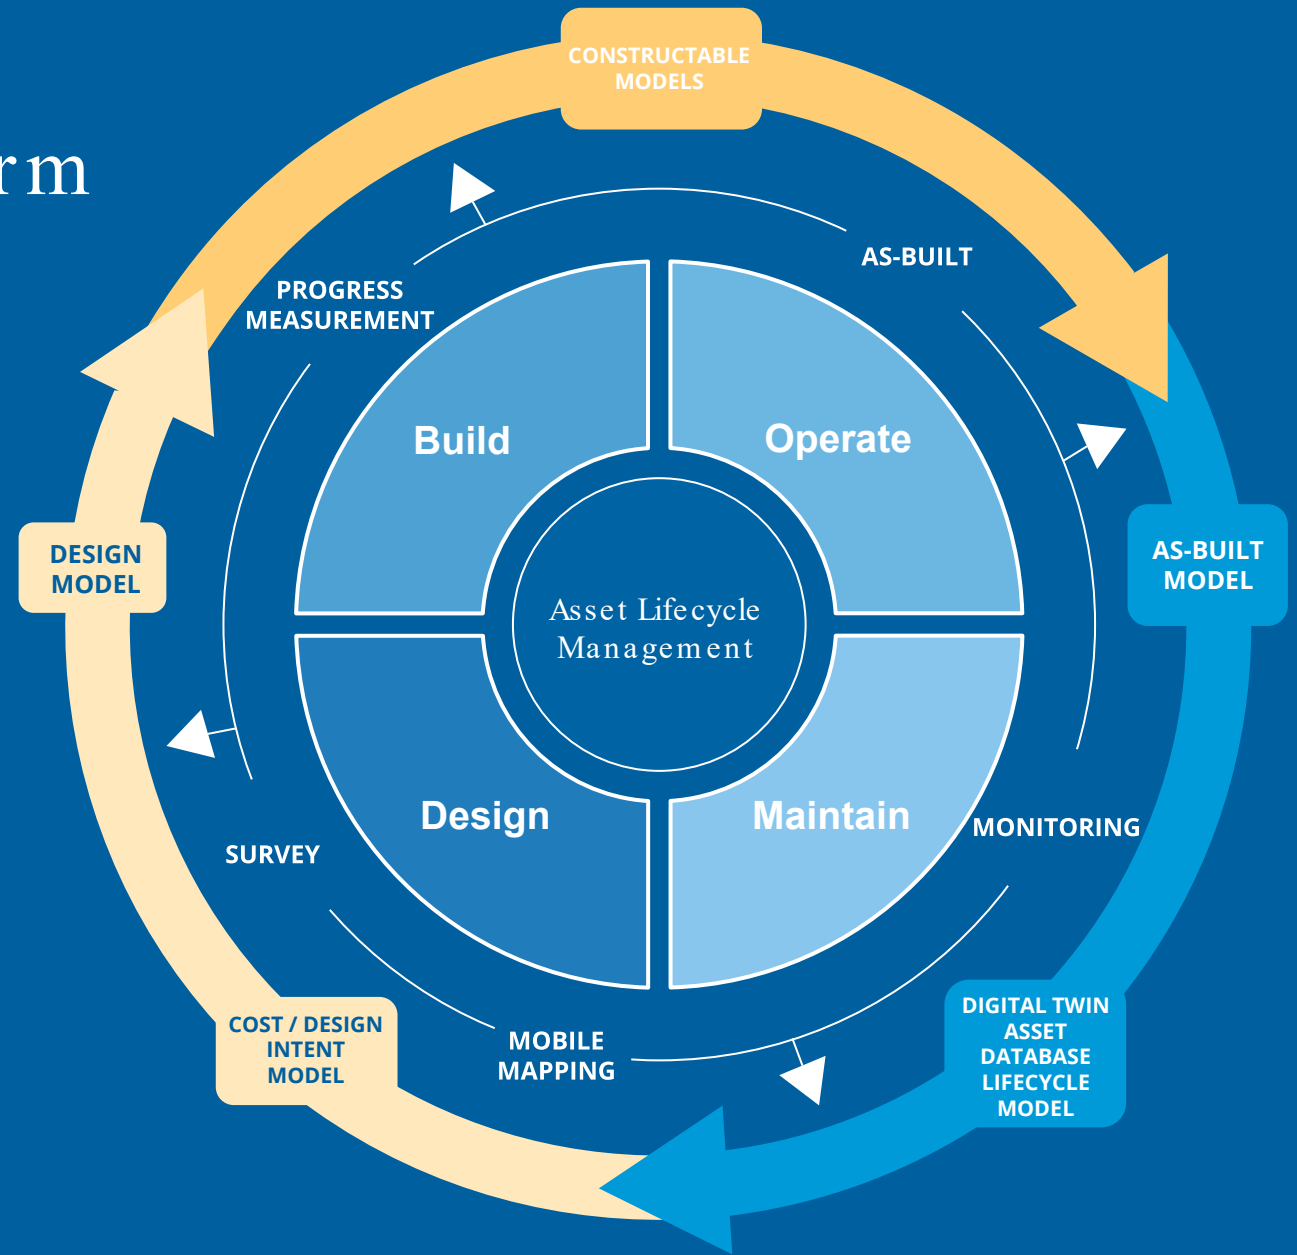 CONSTRUCTABLE
MODELS
rm
AS-BUILT
PROGRESS
MEASUREMENT
Build
Operate
DESIGN
MODEL
AS-BUILT
MODEL
Asset Lifecycle
Management
Design
Maintain
MONITORING
SURVEY
COST / DESIGN
INTENT
MODEL
MOBILE
MAPPING
DIGITAL TWIN
ASSET
DATABASE
LIFECYCLE
MODEL